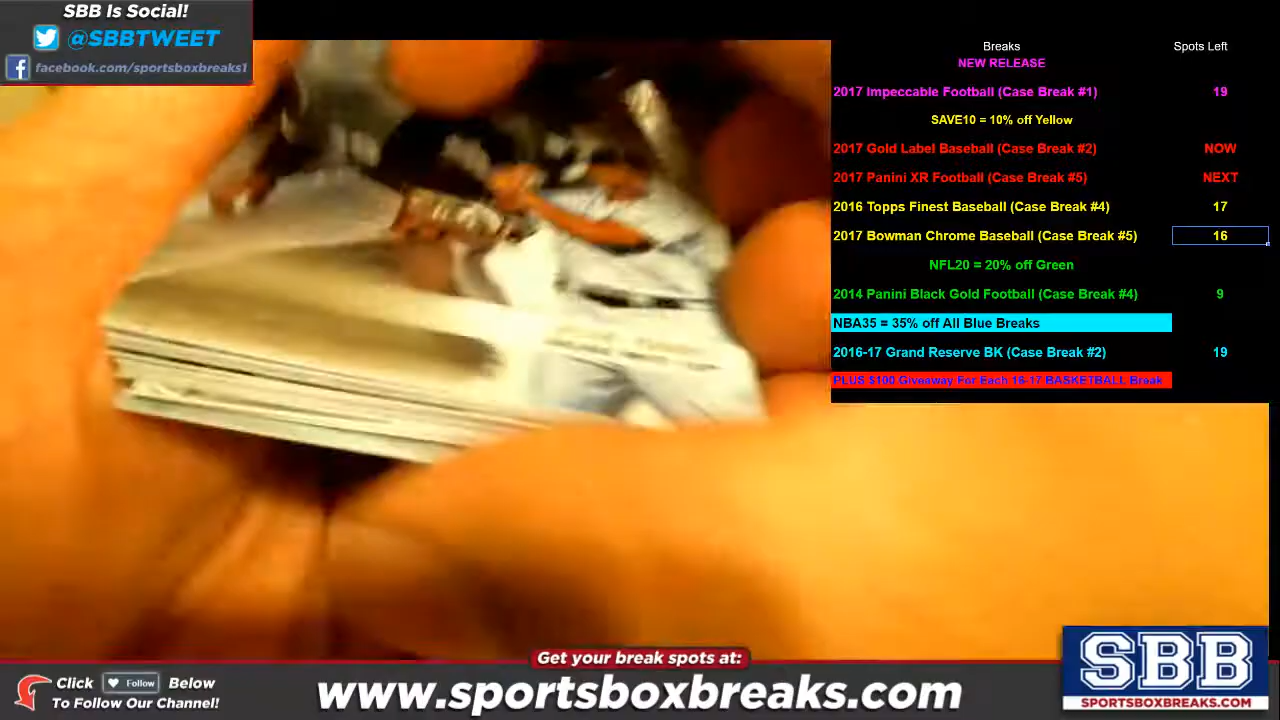 SBB Is Social!
@SBBTWEET
facebook.com/sportsboxbreaks1
Breaks Spots Left
NEW RELEASE
2017 Impeccable Football (Case Break #1) 19
SAVE10 = 10% off Yellow
2017 Gold Label Baseball (Case Break #2) NOW
2017 Panini XR Football (Case Break #5) NEXT
2016 Topps Finest Baseball (Case Break #4) 17
2017 Bowman Chrome Baseball (Case Break #5) 16
NFL20 = 20% off Green
2014 Panini Black Gold Football (Case Break #4) 9
NBA35 = 35% off All Blue Breaks
2016-17 Grand Reserve BK (Case Break #2) 19
PLUS $100 Giveaway For Each 16-17 BASKETBALL Break
Get your break spots at:
Click Follow Below
To Follow Our Channel!
www.sportsboxbreaks.com
SBB
SPORTSBOXBREAKS.COM